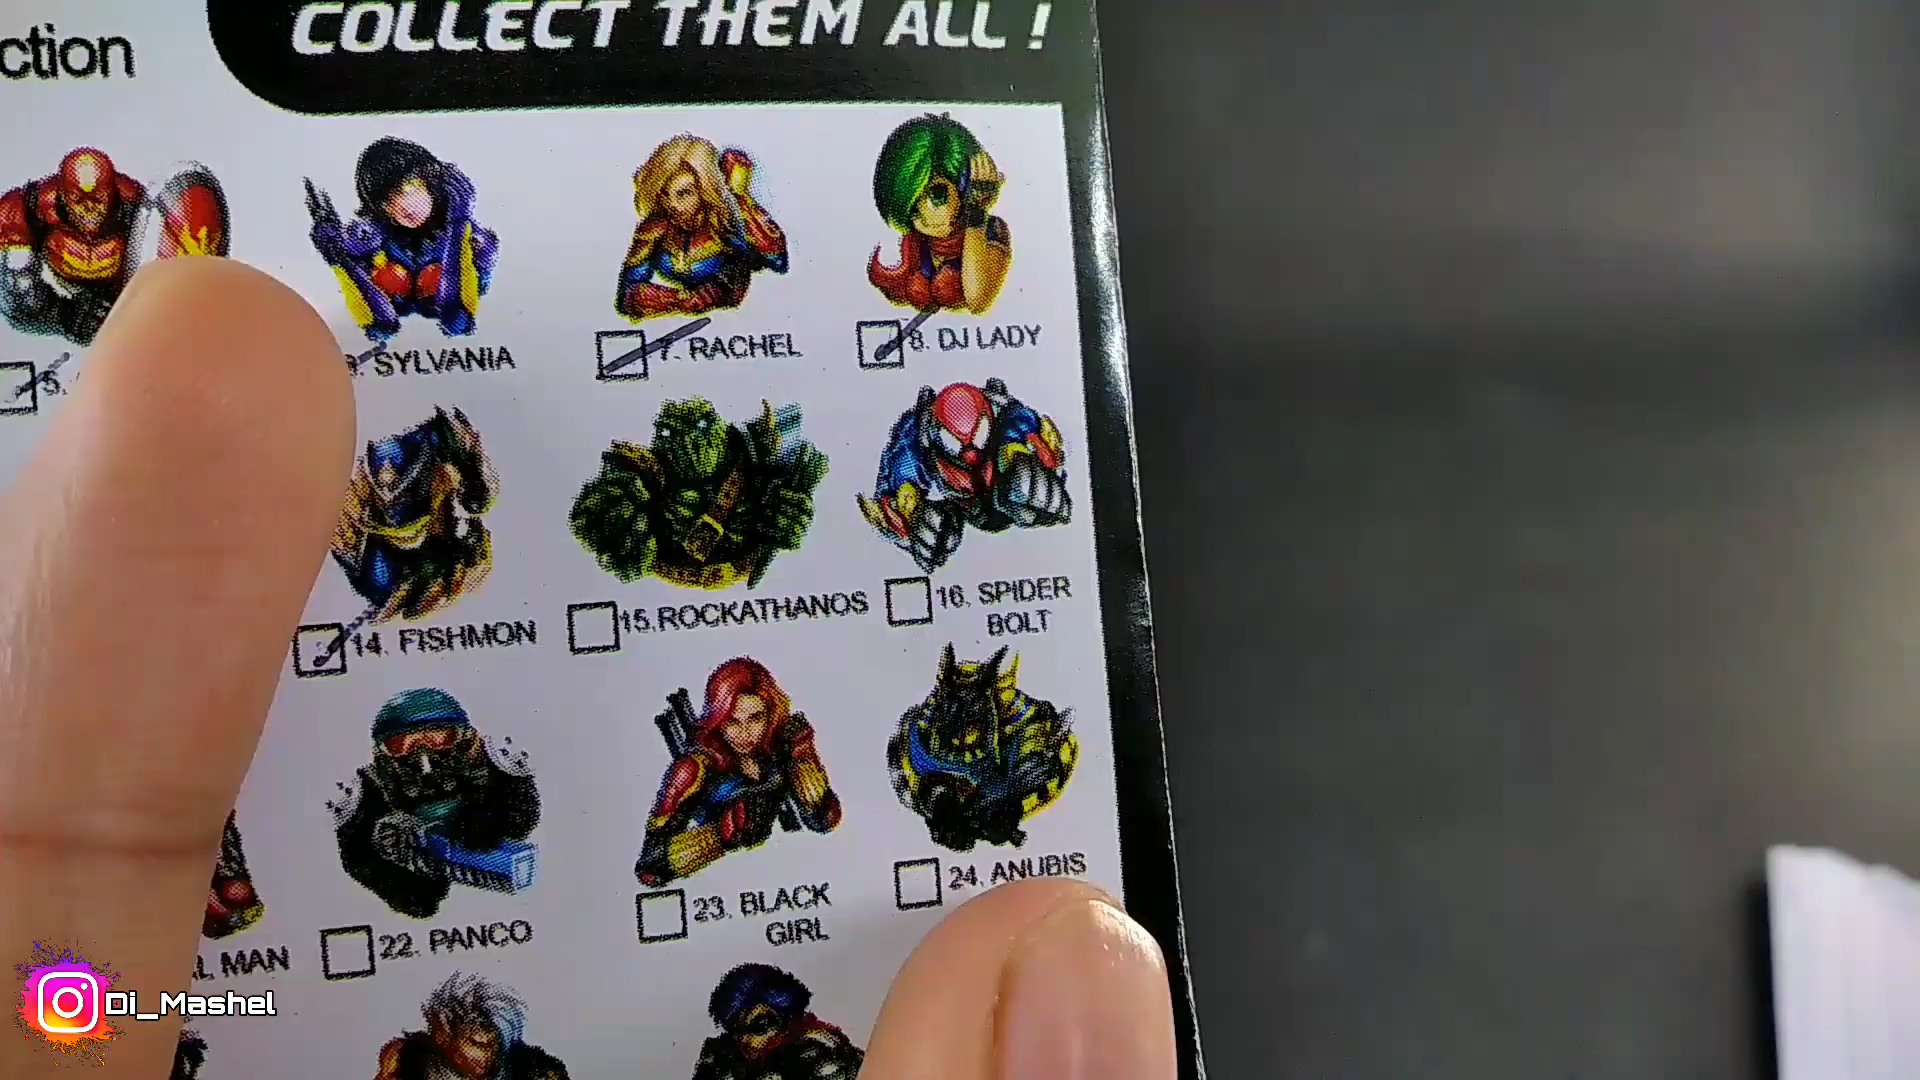 COLLECT THEM ALL !
ction
5.
SYLVANIA
7. RACHEL
8. DJ LADY
14. FISHMON
15.ROCKATHANOS
16. SPIDER
BOLT
L MAN
22. PANCO
23. BLACK
GIRL
24. ANUBIS
Di_Mashel